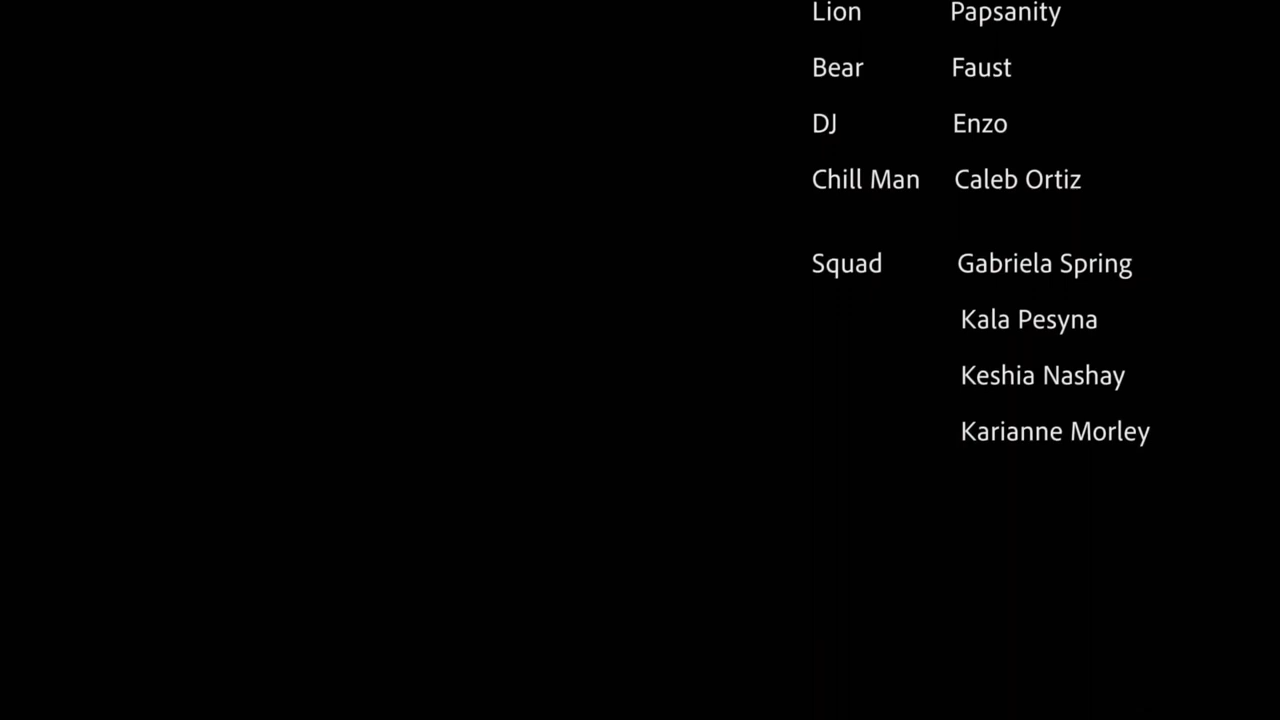 Lion Papsanity
Bear Faust
DJ Enzo
Chill Man Caleb Ortiz
Squad Gabriela Spring
Kala Pesyna
Keshia Nashay
Karianne Morley